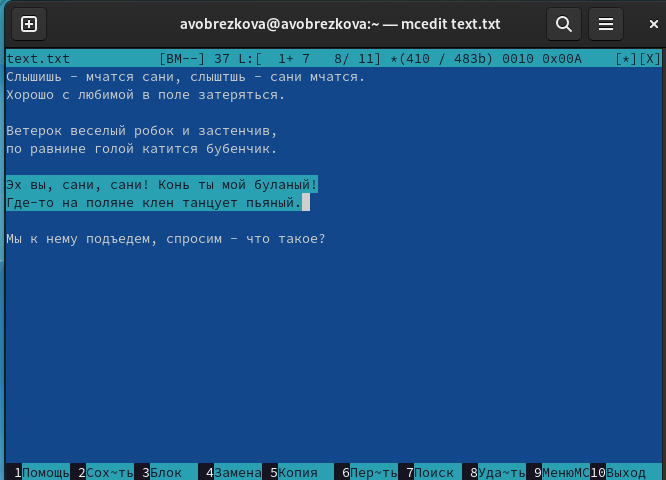 avobrezkova@avobrezkova:~ — mcedit text.txt
text.txt [BM--] 37 L:[ 1+ 7 8/ 11] *(410 / 483b) 0010 0x00A [*][X]
Слышишь - мчатся сани, слыштшь - сани мчатся.
Хорошо с любимой в поле затеряться.
Ветерок веселый робок и застенчив,
по равнине голой катится бубенчик.
Эх вы, сани, сани! Конь ты мой буланый!
Где-то на поляне клен танцует пьяный.
Мы к нему подъедем, спросим - что такое?
1Помощь 2Сох~ть 3Блок 4Замена 5Копия 6Пер~ть 7Поиск 8Уда~ть 9МенюMC 10Выход